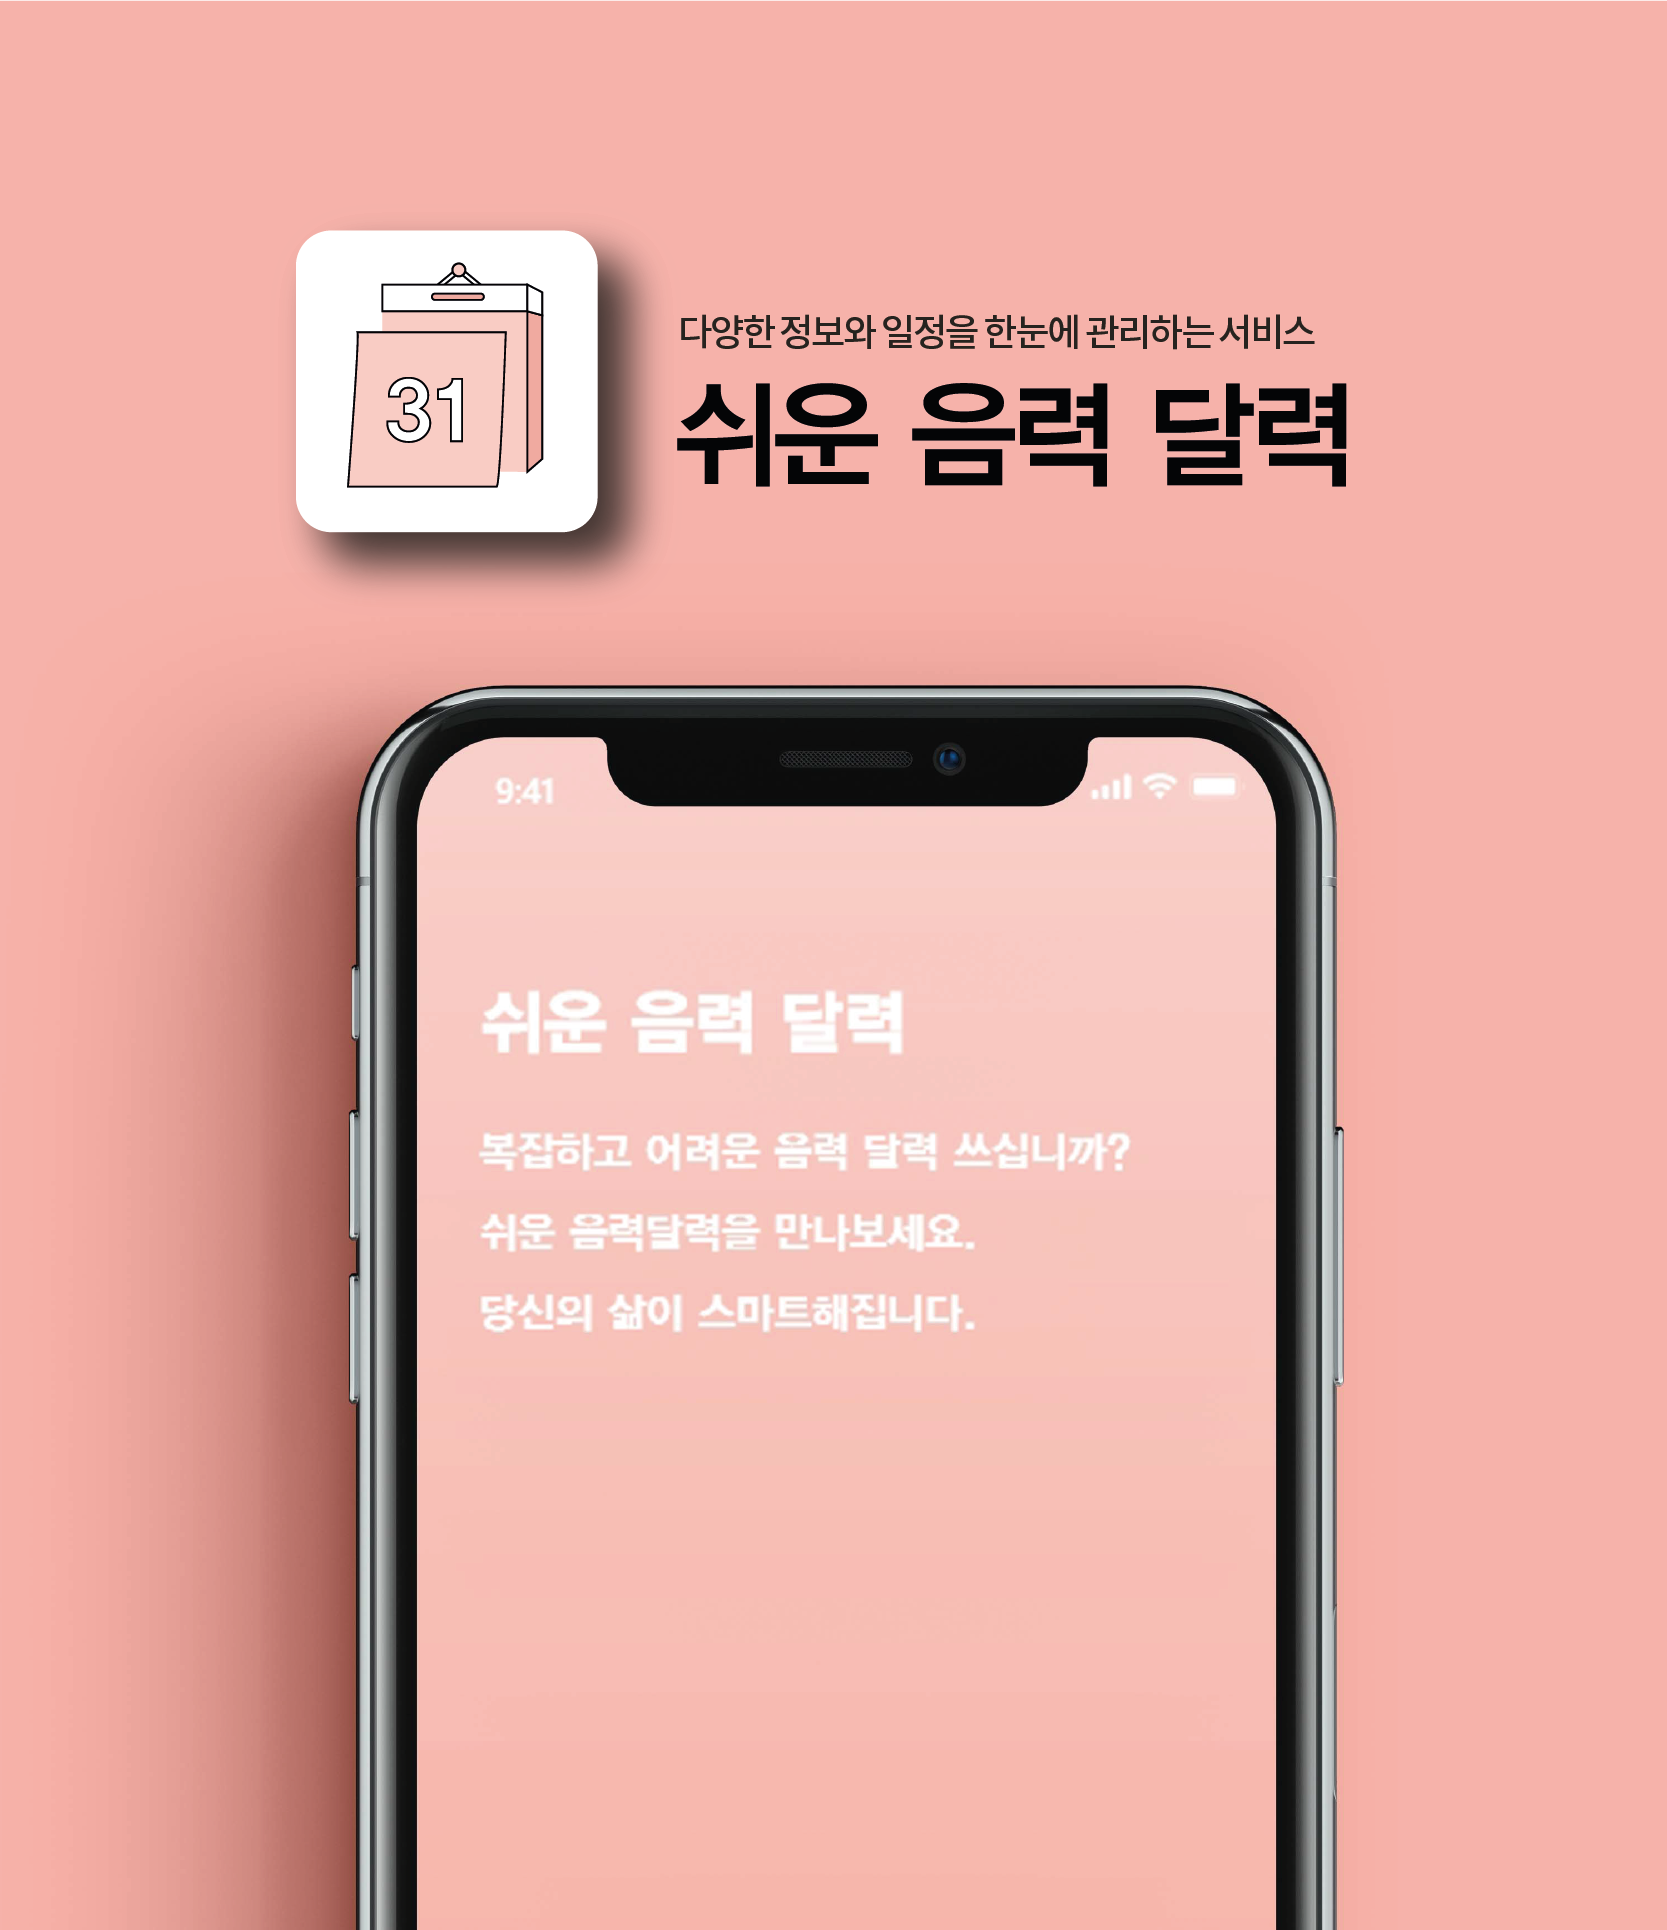 31
다양한 정보와 일정을 한눈에 관리하는 서비스
쉬운 음력 달력
9:41
쉬운 음력 달력
복잡하고 어려운 음력 달력 쓰십니까?
쉬운 음력달력을 만나보세요.
당신의 삶이 스마트해집니다.